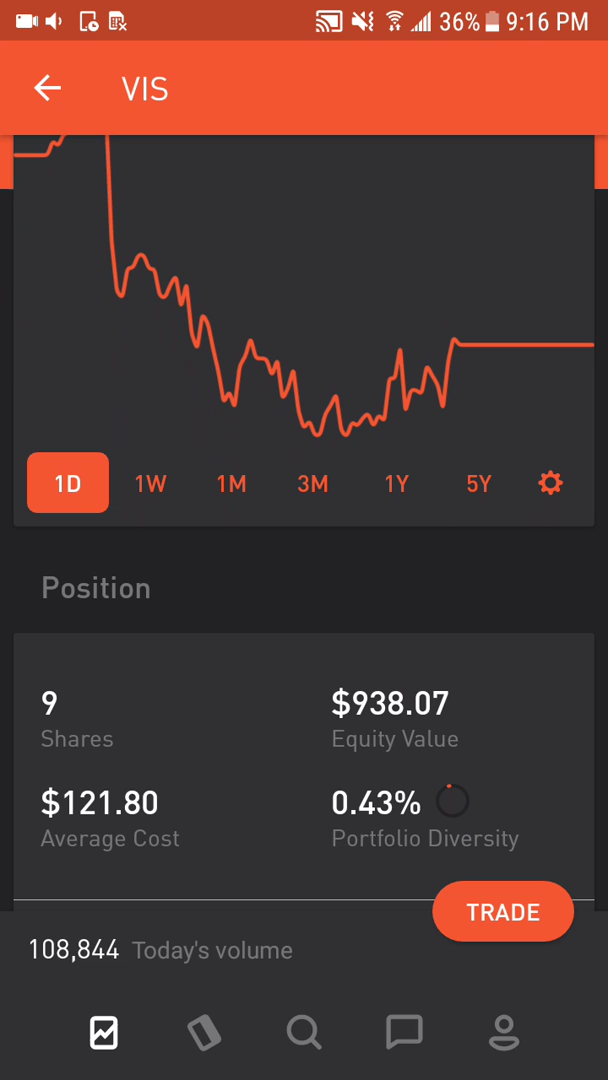 36% 9:16 PM
VIS
1D 1W 1M 3M 1Y 5Y
Position
9 $938.07
Shares Equity Value
$121.80 0.43%
Average Cost Portfolio Diversity
TRADE
108,844 Today's volume